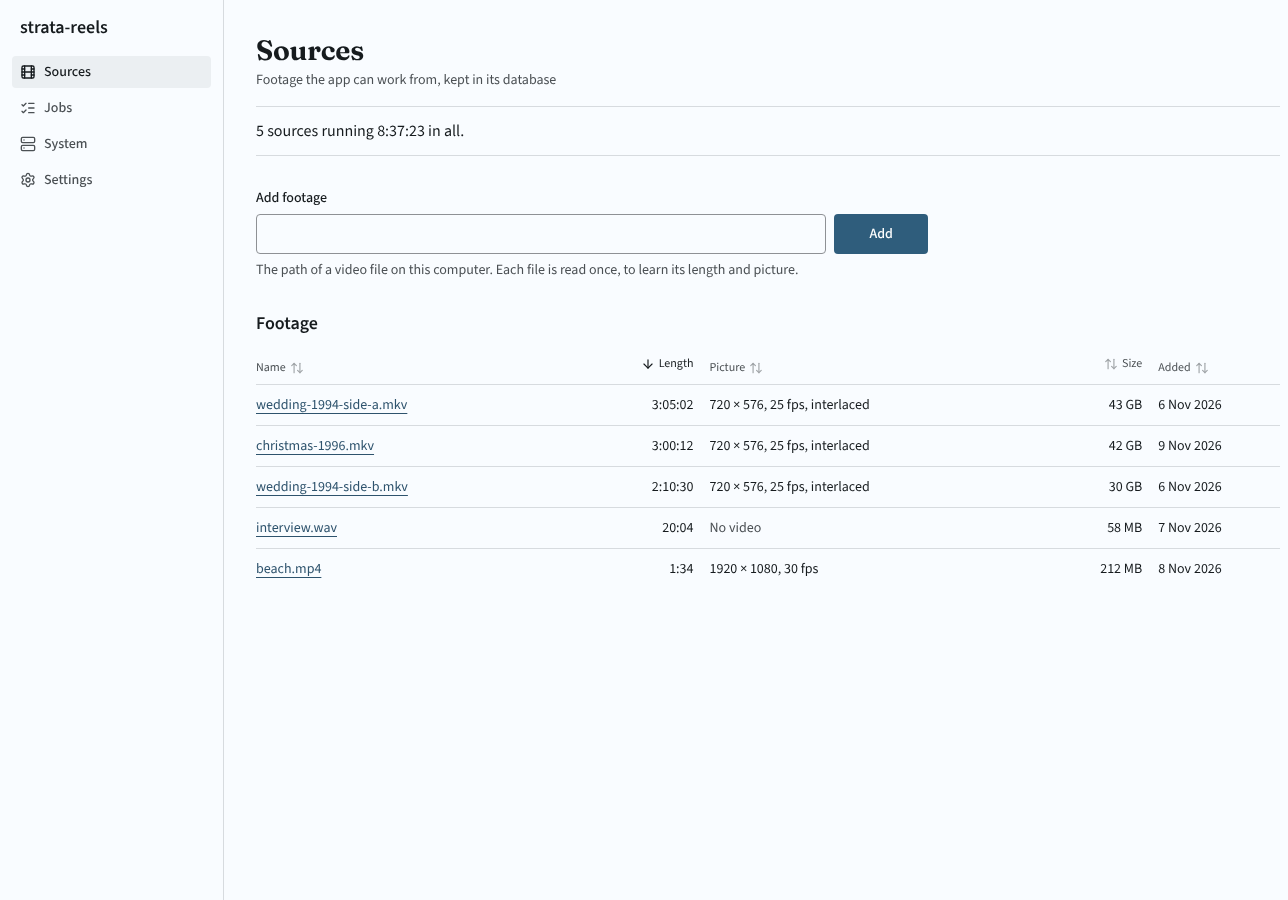 strata-reels
Sources
Jobs
System
Settings
Sources
Footage the app can work from, kept in its database
5 sources running 8:37:23 in all.
Add footage
Add
The path of a video file on this computer. Each file is read once, to learn its length and picture.
Footage
Name Length Picture Size Added
wedding-1994-side-a.mkv 3:05:02 720 × 576, 25 fps, interlaced 43 GB 6 Nov 2026
christmas-1996.mkv 3:00:12 720 × 576, 25 fps, interlaced 42 GB 9 Nov 2026
wedding-1994-side-b.mkv 2:10:30 720 × 576, 25 fps, interlaced 30 GB 6 Nov 2026
interview.wav 20:04 No video 58 MB 7 Nov 2026
beach.mp4 1:34 1920 × 1080, 30 fps 212 MB 8 Nov 2026